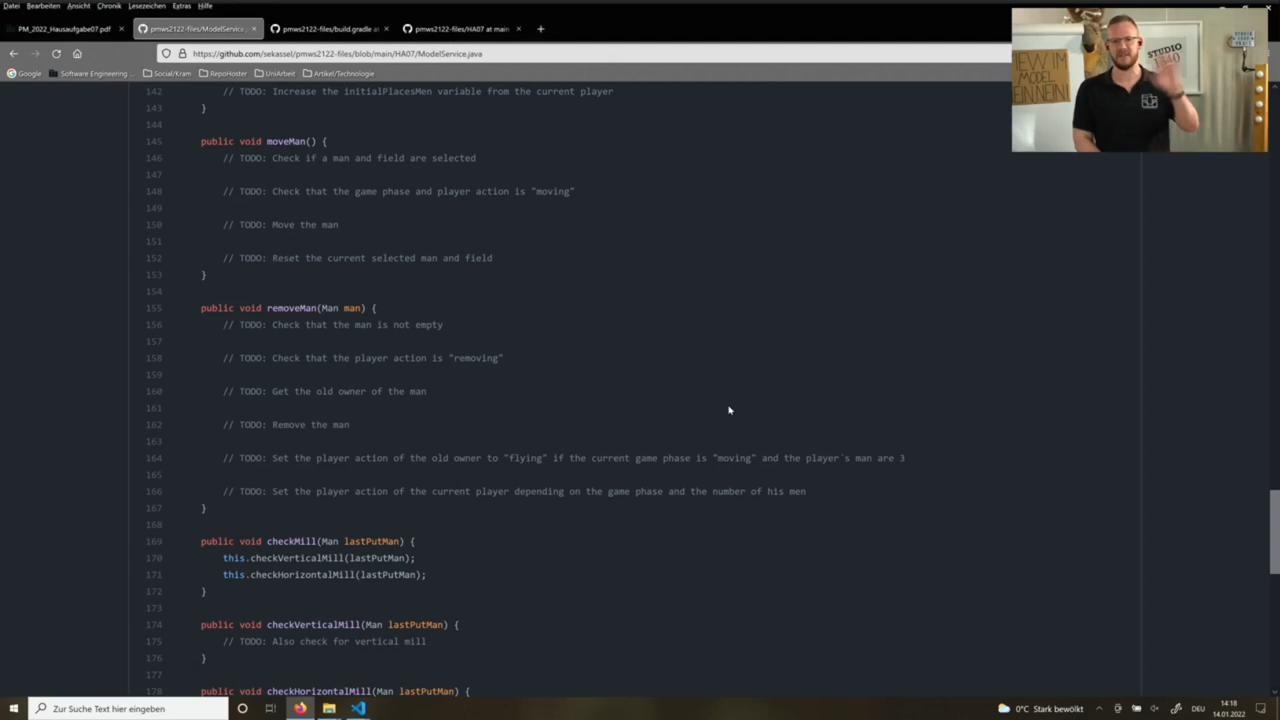 Datei Bearbeiten Ansicht Chronik Lesezeichen Extras Hilfe
PM_2022_Hausaufgabe07.pdf
pmws2122-files/ModelService.
pmws2122-files/build.gradle at
pmws2122-files/HA07 at main
https://github.com/sekassel/pmws2122-files/blob/main/HA07/ModelService.java
Google
Software Engineering ...
Social/Kram
RepoHoster
UniArbeit
Artikel/Technologie
142 // TODO: Increase the initialPlacesMen variable from the current player
143 }
144
145 public void moveMan() {
146 // TODO: Check if a man and field are selected
147
148 // TODO: Check that the game phase and player action is "moving"
149
150 // TODO: Move the man
151
152 // TODO: Reset the current selected man and field
153 }
154
155 public void removeMan(Man man) {
156 // TODO: Check that the man is not empty
157
158 // TODO: Check that the player action is "removing"
159
160 // TODO: Get the old owner of the man
161
162 // TODO: Remove the man
163
164 // TODO: Set the player action of the old owner to "flying" if the current game phase is "moving" and the player`s man are 3
165
166 // TODO: Set the player action of the current player depending on the game phase and the number of his men
167 }
168
169 public void checkMill(Man lastPutMan) {
170 this.checkVerticalMill(lastPutMan);
171 this.checkHorizontalMill(lastPutMan);
172 }
173
174 public void checkVerticalMill(Man lastPutMan) {
175 // TODO: Also check for vertical mill
176 }
177
178 public void checkHorizontalMill(Man lastPutMan) {
IEW IM
MODEL
EIN NEIN!
STUDIO
Zur Suche Text hier eingeben
0°C Stark bewölkt
DEU
14:18
14.01.2022